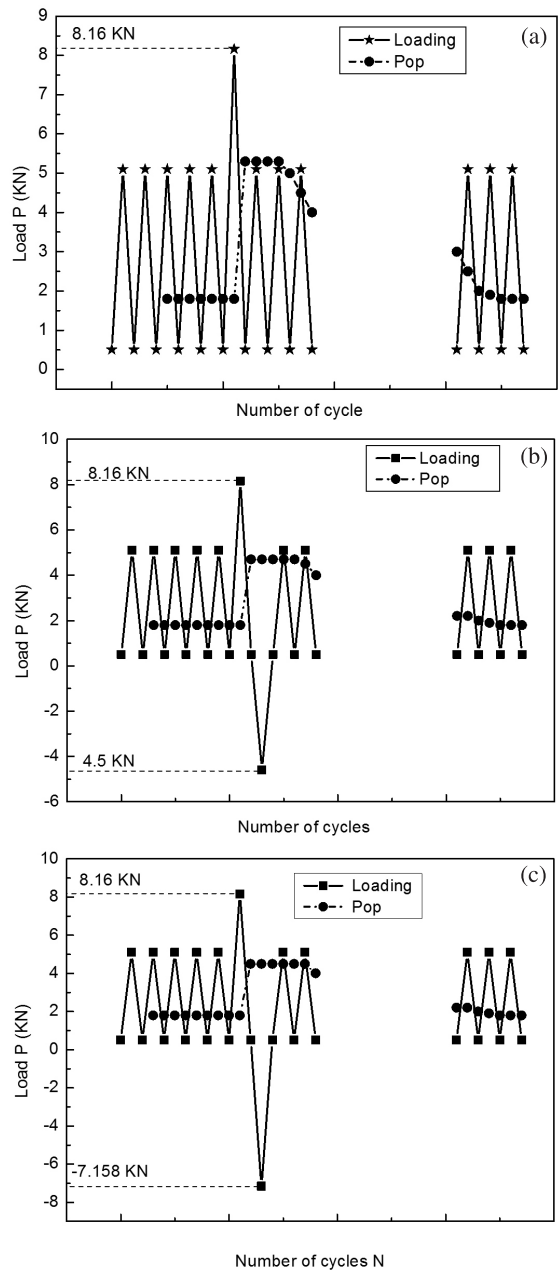 (a)
8.16 KN
Loading
Pop
9
8
7
6
5
4
3
2
1
0
Load P (KN)
Number of cycle
(b)
8.16 KN
Loading
Pop
10
8
6
4
2
0
-2
-4
-6
4.5 KN
Load P (KN)
Number of cycles
(c)
8.16 KN
Loading
Pop
10
8
6
4
2
0
-2
-4
-6
-8
-7.158 KN
Load P (KN)
Number of cycles N